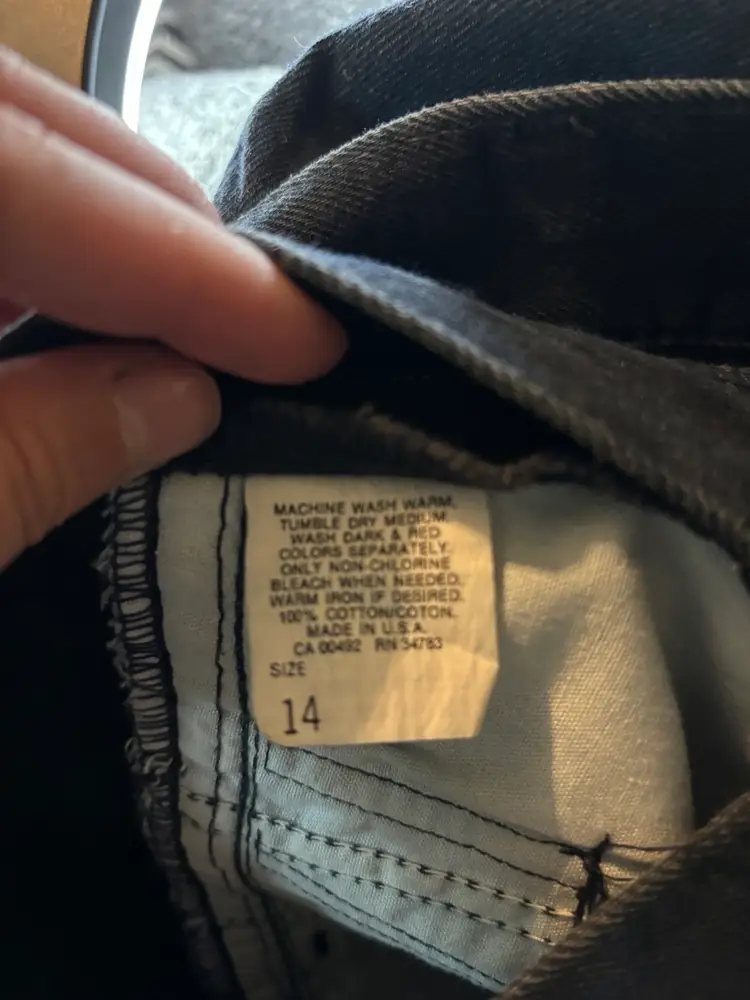 MACHINE WASH WARM,
TUMBLE DRY MEDIUM.
WASH DARK & RED
COLORS SEPARATELY.
ONLY NON-CHLORINE
BLEACH WHEN NEEDED.
WARM IRON IF DESIRED.
100% COTTON/COTON.
MADE IN U.S.A.
CA 00492 RN 34783
SIZE
14